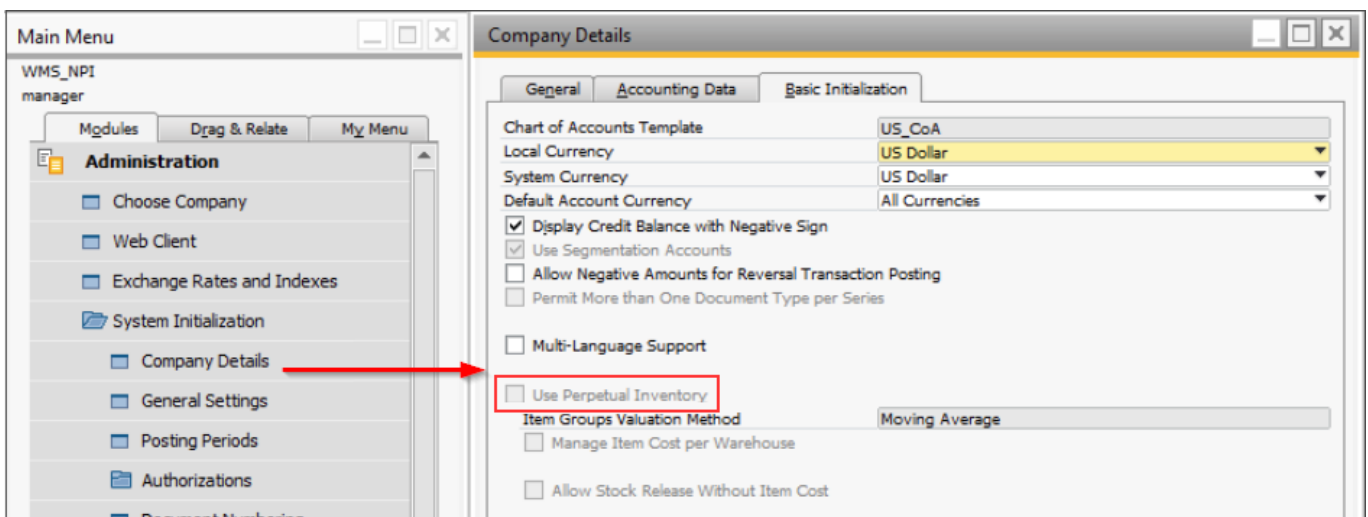 Main Menu
WMS_NPI
manager
Modules Drag & Relate My Menu
Administration
Choose Company
Web Client
Exchange Rates and Indexes
System Initialization
Company Details
General Settings
Posting Periods
Authorizations
Document Numbering
Company Details
General Accounting Data Basic Initialization
Chart of Accounts Template US_CoA
Local Currency US Dollar
System Currency US Dollar
Default Account Currency All Currencies
Display Credit Balance with Negative Sign
Use Segmentation Accounts
Allow Negative Amounts for Reversal Transaction Posting
Permit More than One Document Type per Series
Multi-Language Support
Use Perpetual Inventory
Item Groups Valuation Method Moving Average
Manage Item Cost per Warehouse
Allow Stock Release Without Item Cost